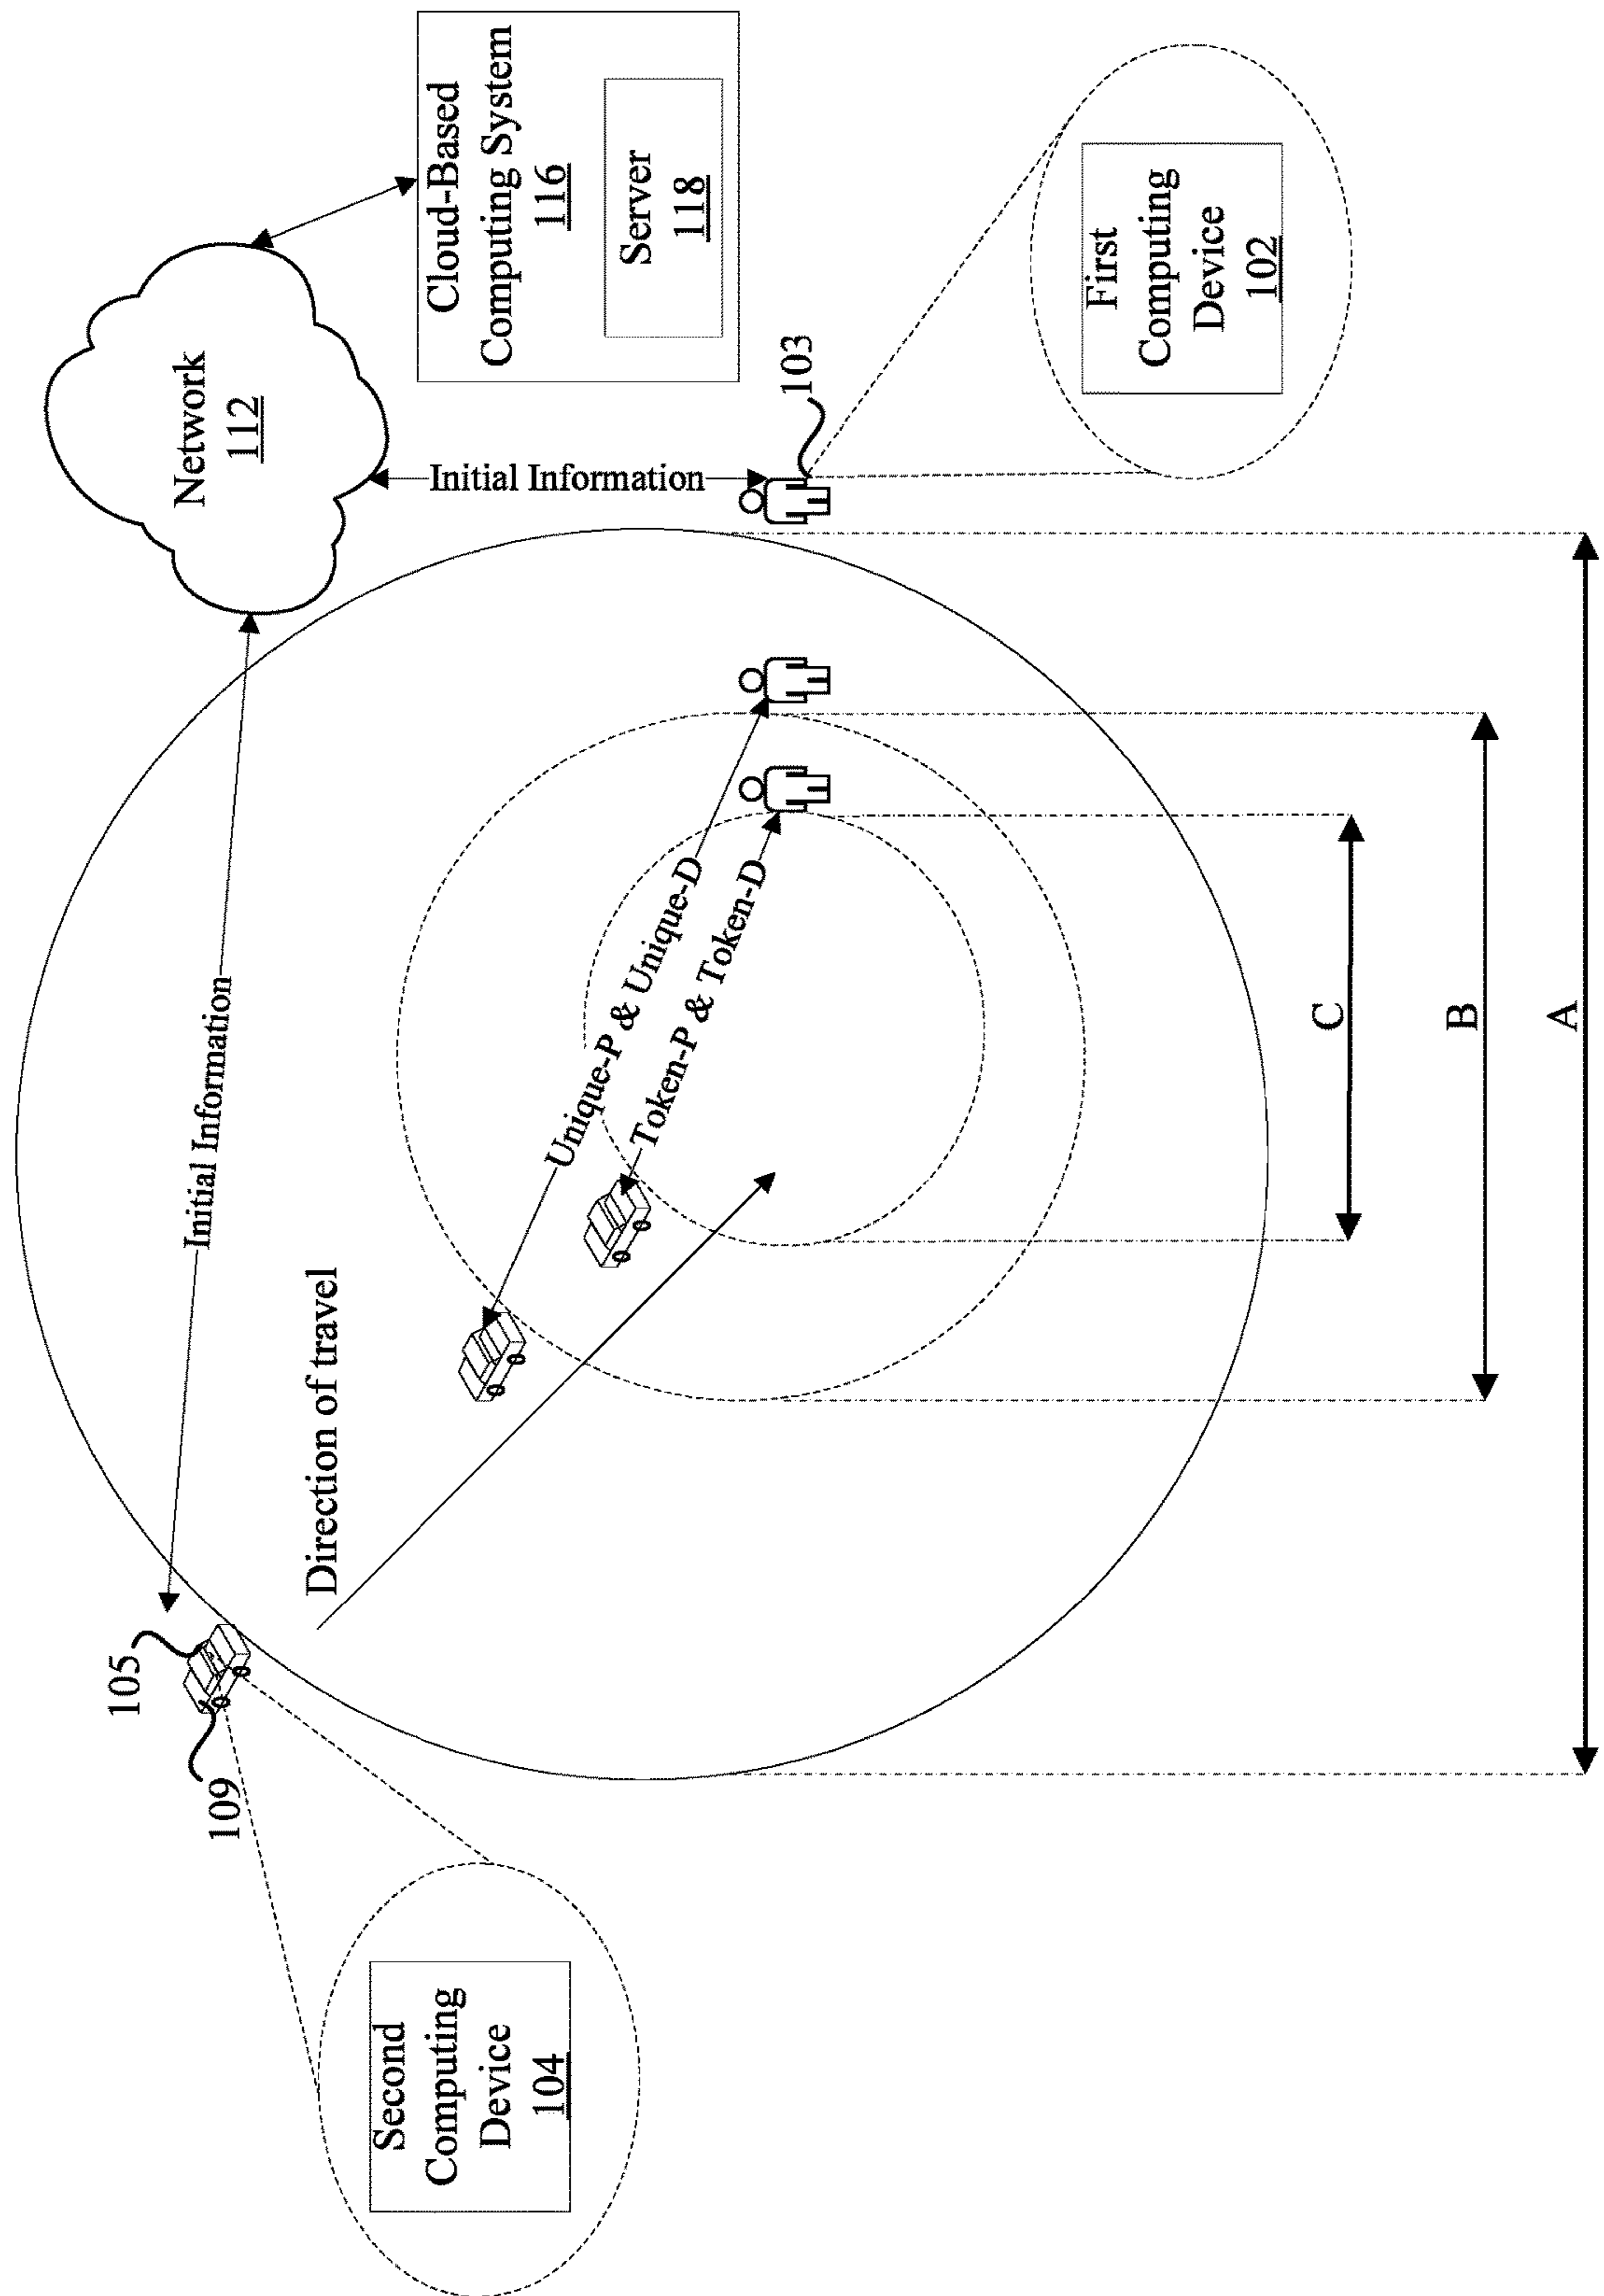 105
109
Second
Computing
Device
104
Direction of travel
Initial Information
Network
112
Initial Information
Cloud-Based
Computing System
116
Server
118
103
First
Computing
Device
102
Unique-P & Unique-D
Token-P & Token-D
C
B
A